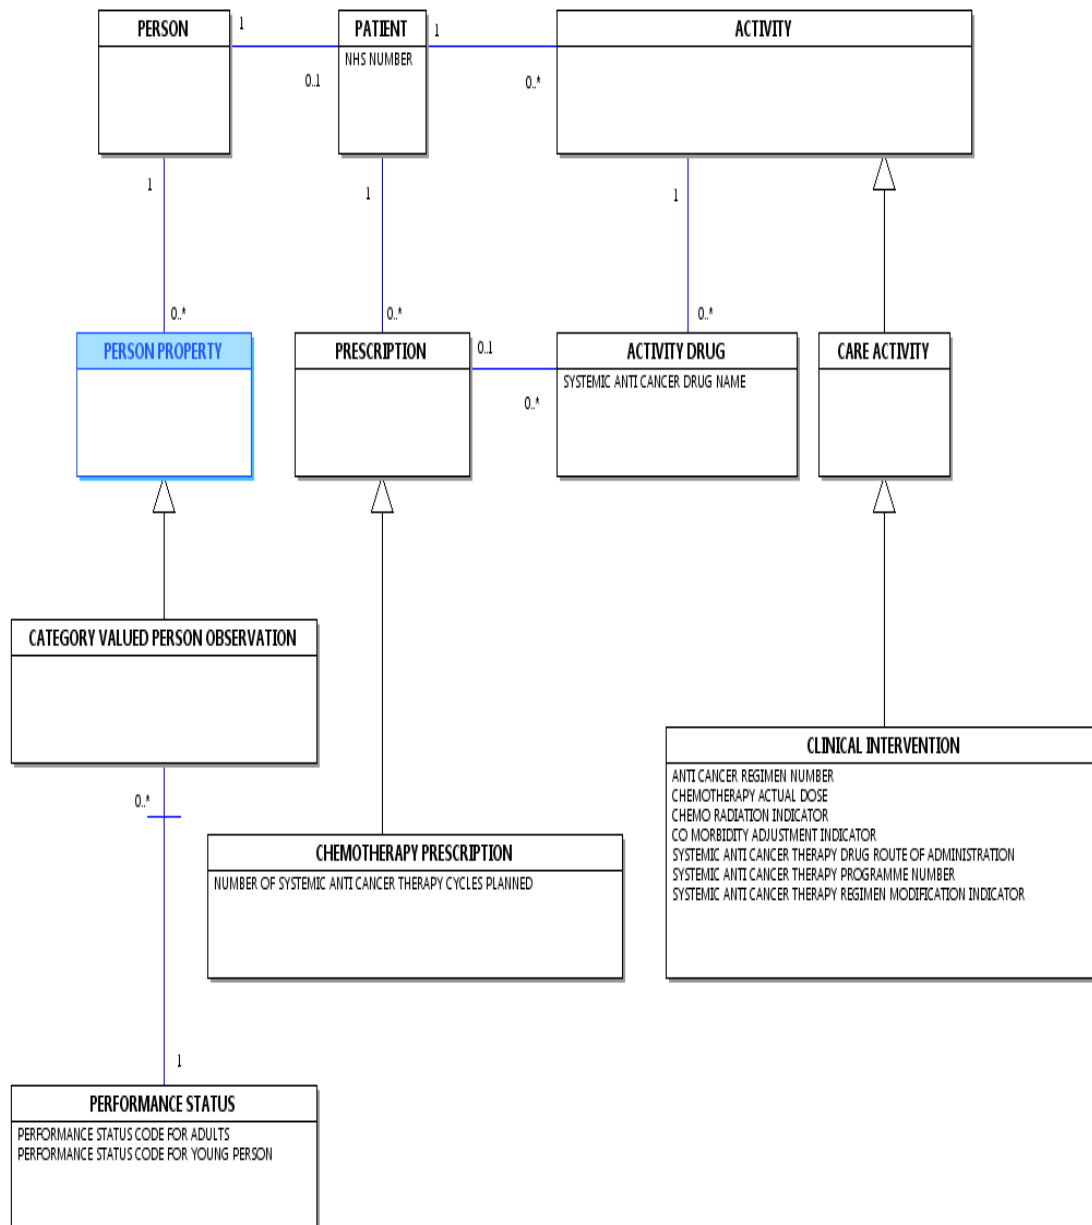 PERSON
1
0..1
PATIENT
NHS NUMBER
1
0..*
ACTIVITY
1
0..*
1
0..*
1
0..*
PERSON PROPERTY
PRESCRIPTION
0..1
0..*
ACTIVITY DRUG
SYSTEMIC ANTI CANCER DRUG NAME
CARE ACTIVITY
CATEGORY VALUED PERSON OBSERVATION
0..*
1
CHEMOTHERAPY PRESCRIPTION
NUMBER OF SYSTEMIC ANTI CANCER THERAPY CYCLES PLANNED
CLINICAL INTERVENTION
ANTI CANCER REGIMEN NUMBER
CHEMOTHERAPY ACTUAL DOSE
CHEMO RADIATION INDICATOR
CO MORBIDITY ADJUSTMENT INDICATOR
SYSTEMIC ANTI CANCER THERAPY DRUG ROUTE OF ADMINISTRATION
SYSTEMIC ANTI CANCER THERAPY PROGRAMME NUMBER
SYSTEMIC ANTI CANCER THERAPY REGIMEN MODIFICATION INDICATOR
PERFORMANCE STATUS
PERFORMANCE STATUS CODE FOR ADULTS
PERFORMANCE STATUS CODE FOR YOUNG PERSON